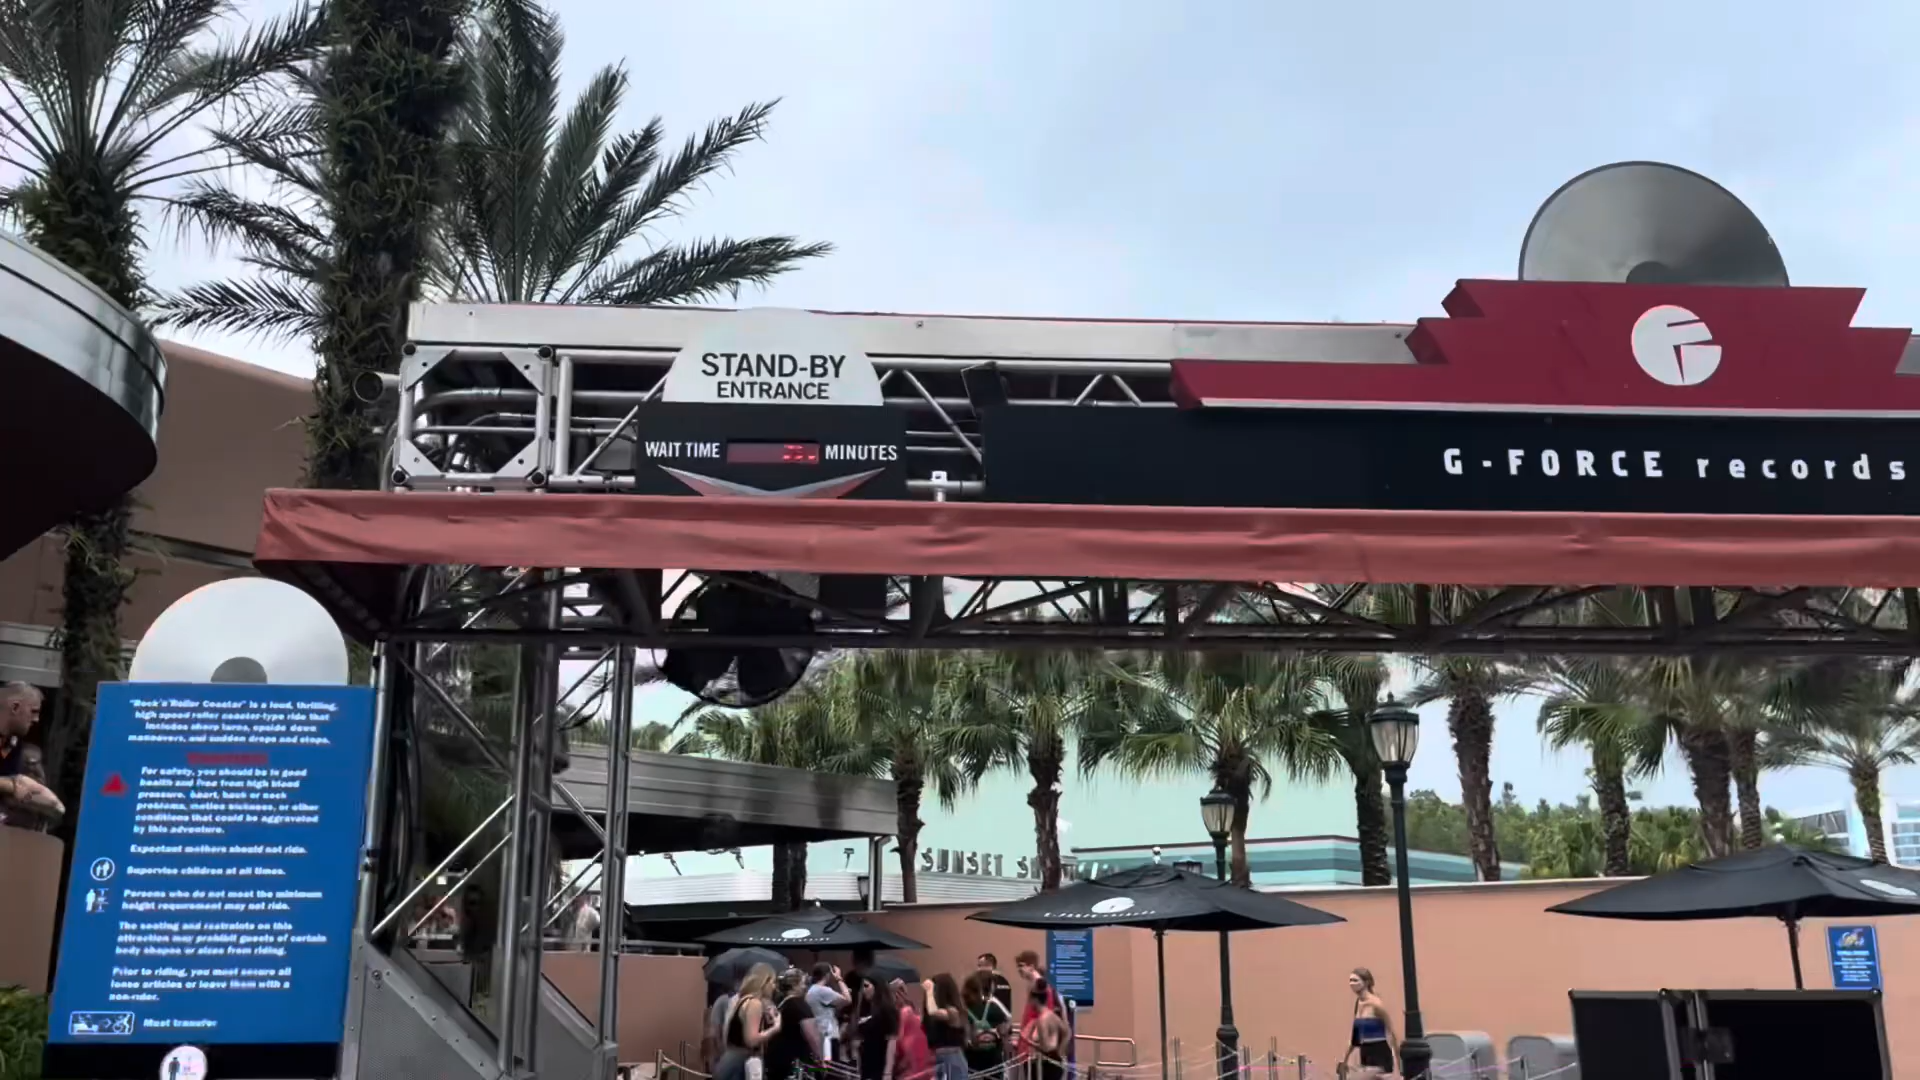 STAND-BY
ENTRANCE
WAIT TIME
MINUTES
G-FORCE records
"Rock'n'Roller Coaster" is a loud, thrilling,
high speed roller coaster-type ride that
includes sharp turns, upside down
maneuvers, and sudden drops and stops.
For safety, you should be in good
health and free from high blood
pressure, heart, back or neck
problems, motion sickness, or other
conditions that could be aggravated
by this adventure.
Expectant mothers should not ride.
Supervise children at all times.
Persons who do not meet the minimum
height requirement may not ride.
The seating and restraints on this
attraction may prohibit guests of certain
body shapes or sizes from riding.
Prior to riding, you must secure all
loose articles or leave them with a
non-rider.
Must transfer
SUNSET